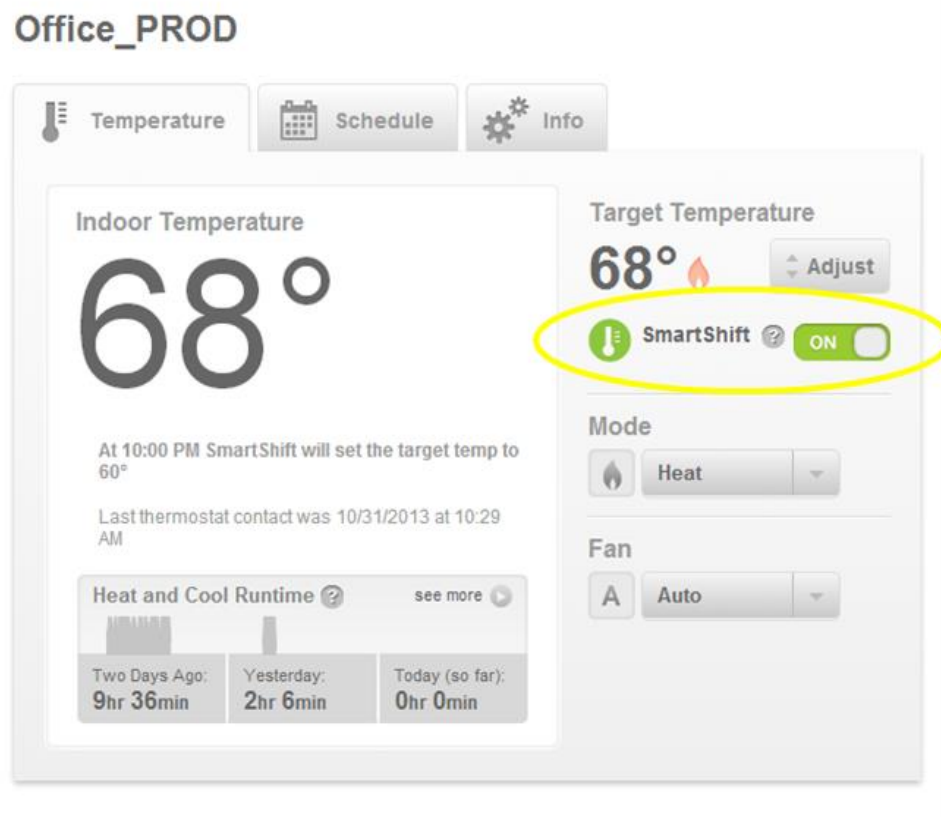 Office_PROD
Temperature
Schedule
Info
Indoor Temperature
68°
At 10:00 PM SmartShift will set the target temp to
60°
Last thermostat contact was 10/31/2013 at 10:29
AM
Heat and Cool Runtime ?
see more
Two Days Ago:
9hr 36min
Yesterday:
2hr 6min
Today (so far):
0hr 0min
Target Temperature
68°
Adjust
SmartShift ? ON
Mode
Heat
Fan
A Auto